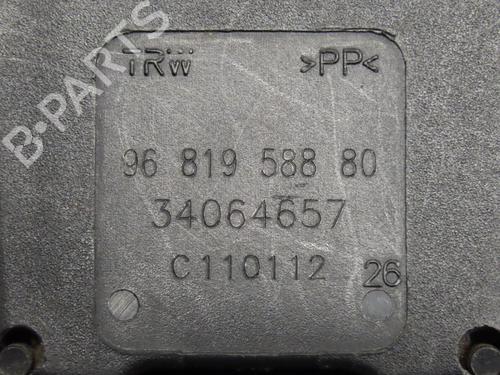 TRW >PP<
96 819 588 80
34064657
C110112 26
B-PARTS